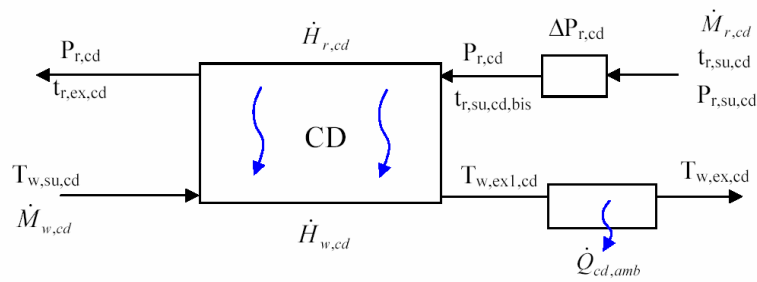 Ḣr,cd
ΔPr,cd
Ṁr,cd
Pr,cd
Pr,cd
tr,su,cd
tr,ex,cd
tr,su,cd,bis
Pr,su,cd
CD
Tw,su,cd
Tw,ex1,cd
Tw,ex,cd
Ṁw,cd
Ḣw,cd
Q̇cd,amb